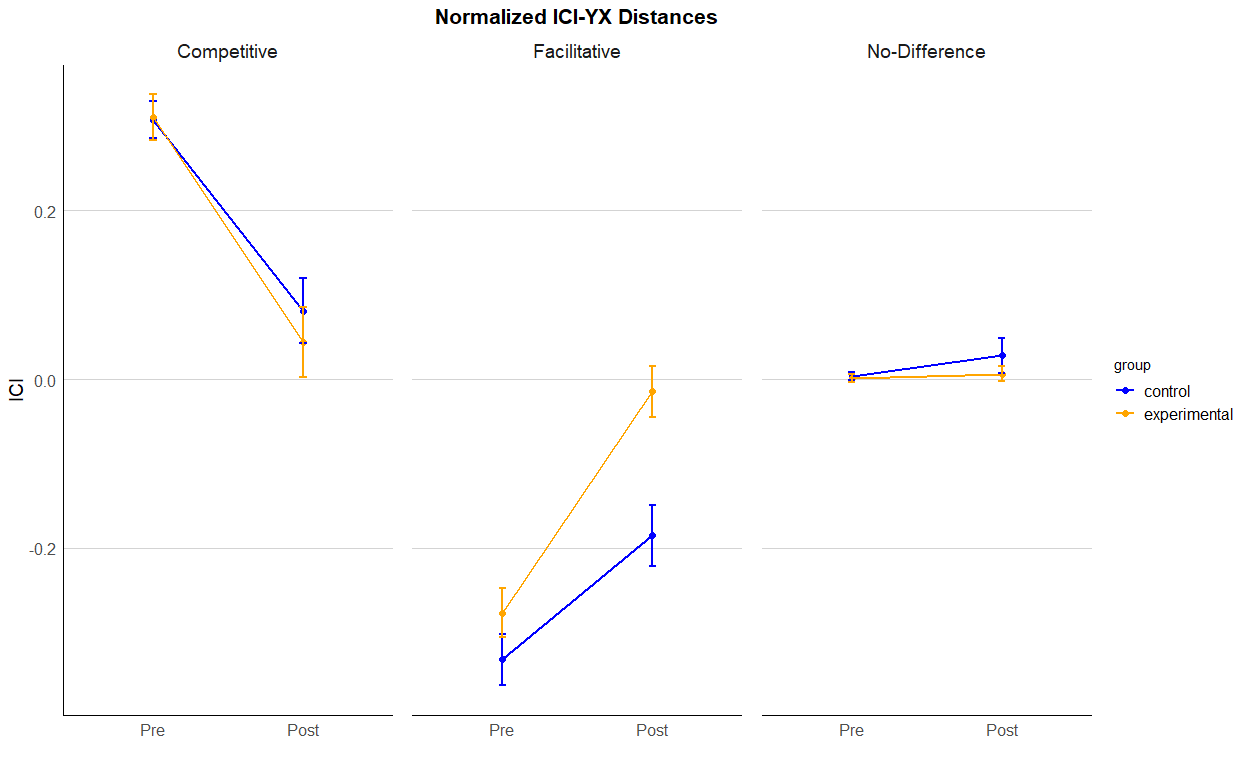 Normalized ICI-YX Distances
Competitive
Facilitative
No-Difference
0.2
0.0
-0.2
ICI
Pre
Post
Pre
Post
Pre
Post
group
control
experimental